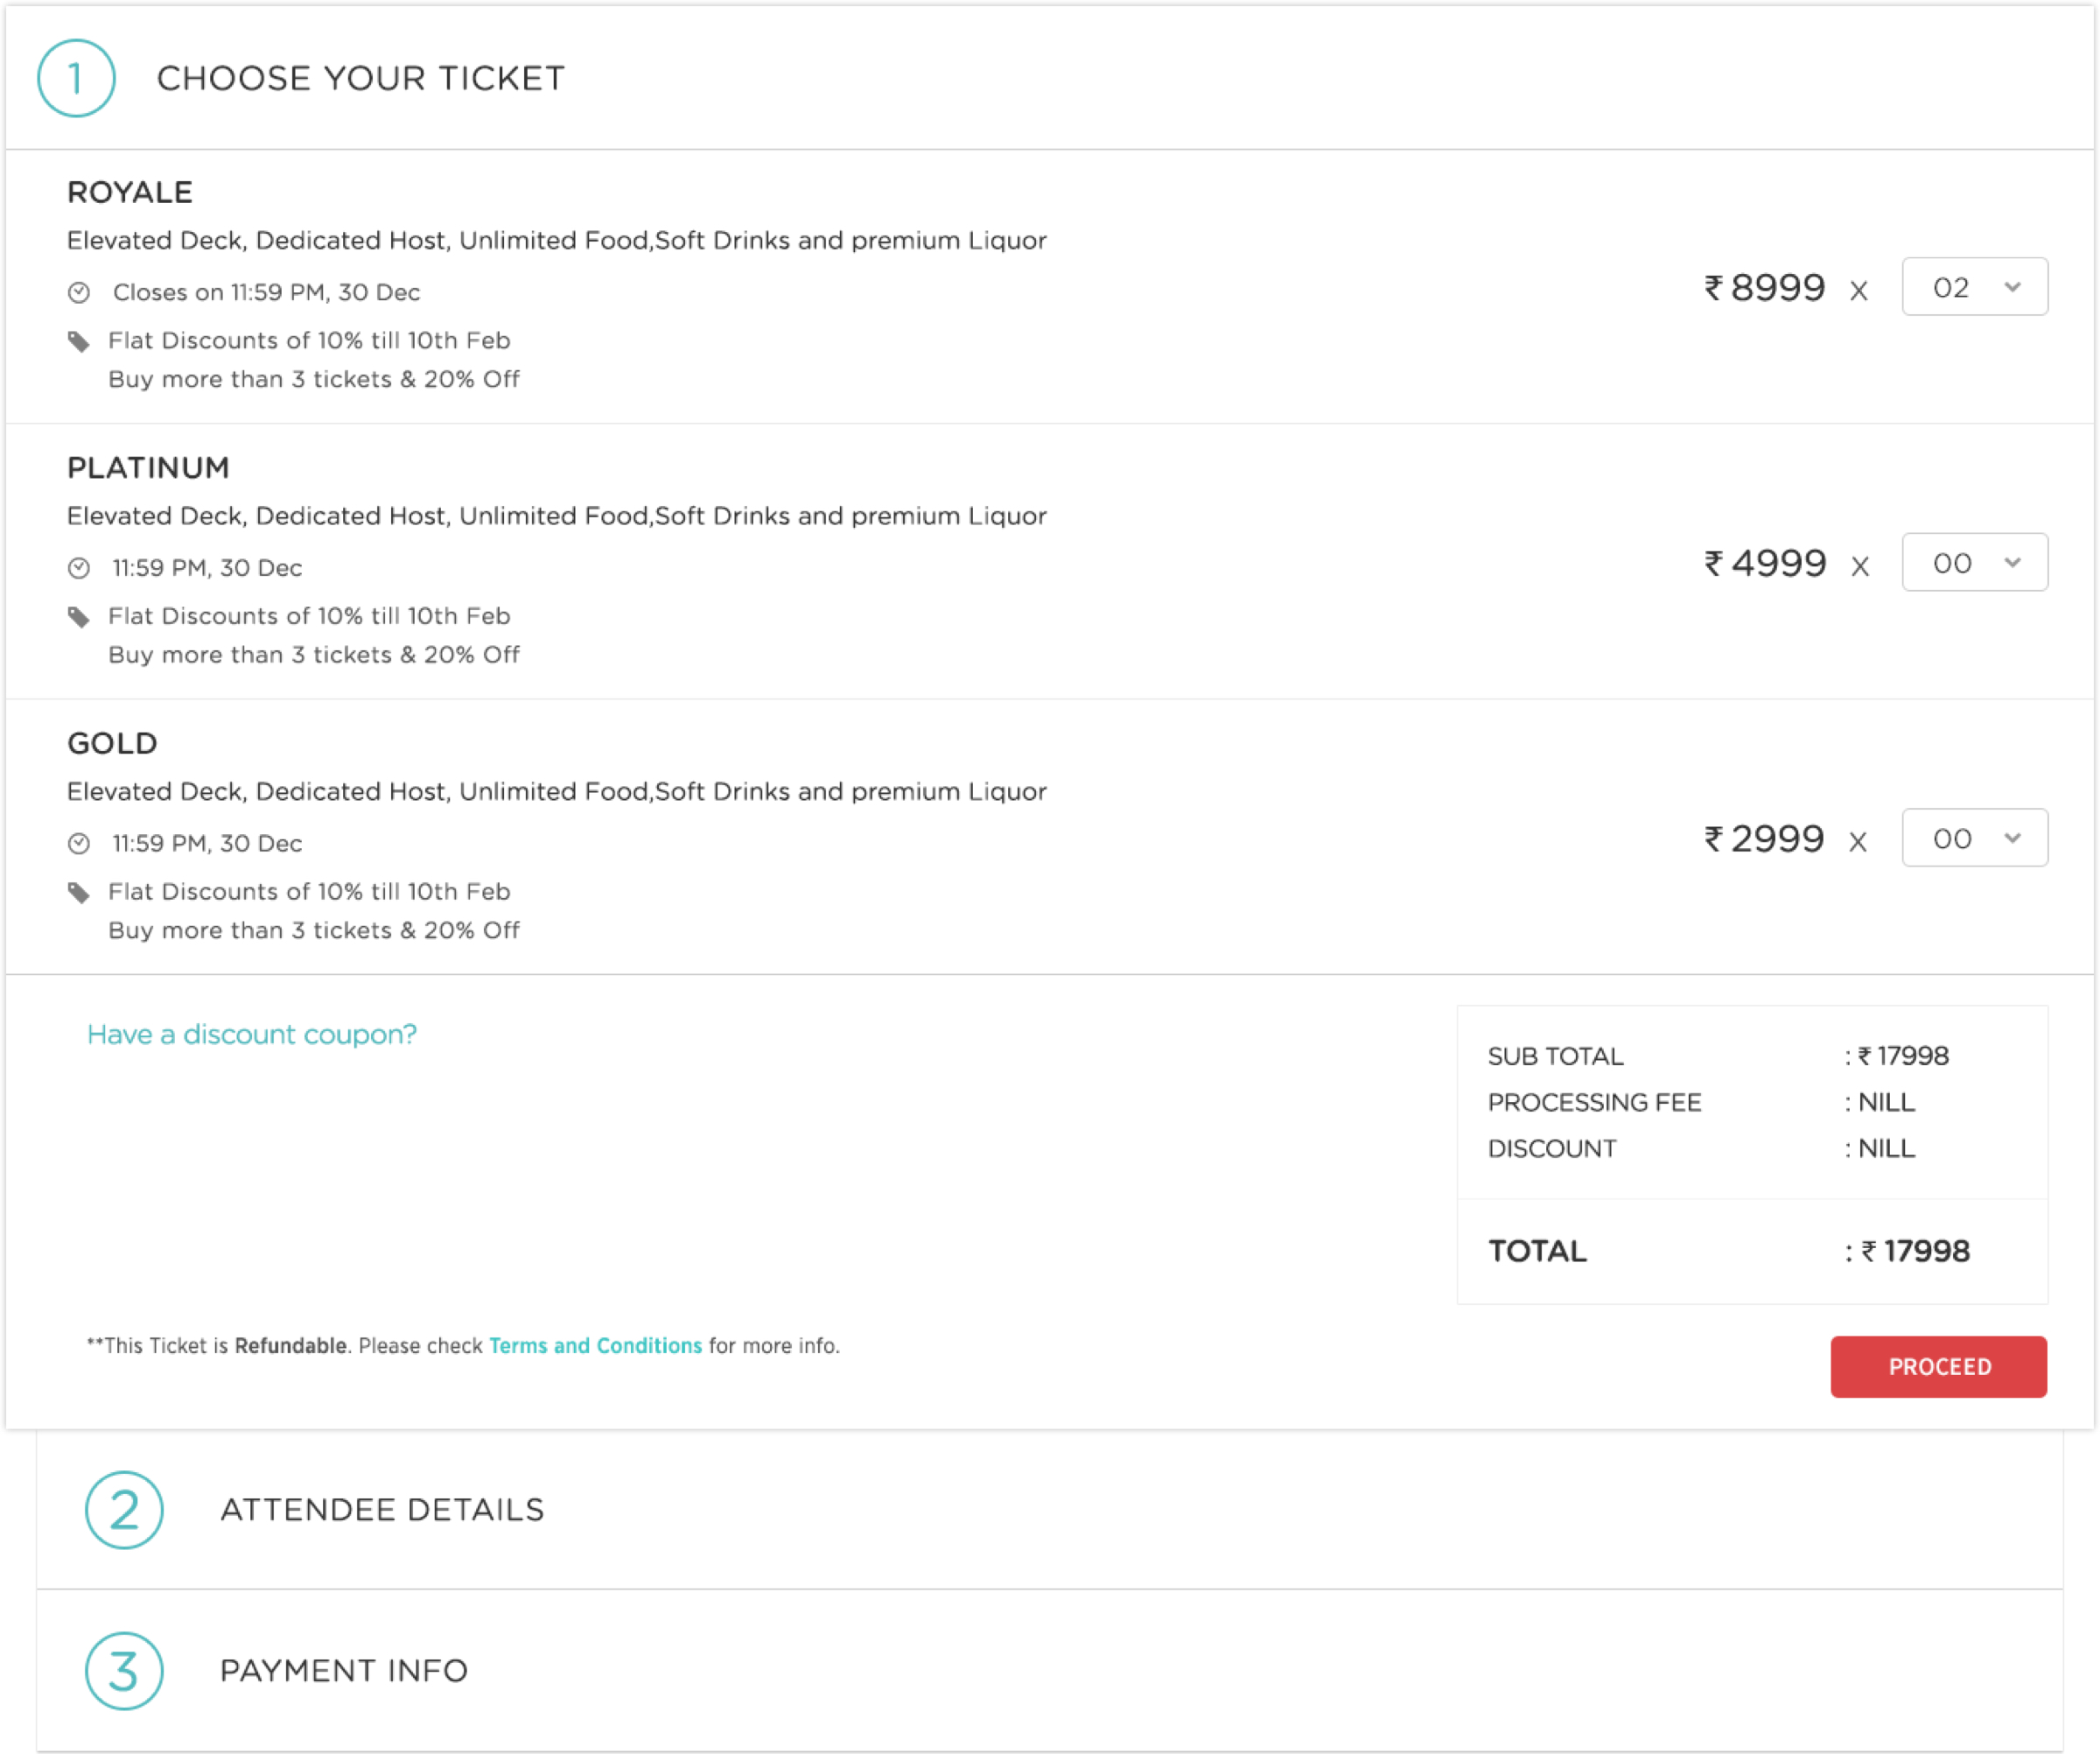 1 CHOOSE YOUR TICKET
ROYALE
Elevated Deck, Dedicated Host, Unlimited Food,Soft Drinks and premium Liquor
Closes on 11:59 PM, 30 Dec
Flat Discounts of 10% till 10th Feb
Buy more than 3 tickets & 20% Off
₹ 8999 x 02
PLATINUM
Elevated Deck, Dedicated Host, Unlimited Food,Soft Drinks and premium Liquor
11:59 PM, 30 Dec
Flat Discounts of 10% till 10th Feb
Buy more than 3 tickets & 20% Off
₹ 4999 x 00
GOLD
Elevated Deck, Dedicated Host, Unlimited Food,Soft Drinks and premium Liquor
11:59 PM, 30 Dec
Flat Discounts of 10% till 10th Feb
Buy more than 3 tickets & 20% Off
₹ 2999 x 00
Have a discount coupon?
SUB TOTAL : ₹ 17998
PROCESSING FEE : NILL
DISCOUNT : NILL
TOTAL : ₹ 17998
**This Ticket is Refundable. Please check Terms and Conditions for more info.
PROCEED
2 ATTENDEE DETAILS
3 PAYMENT INFO